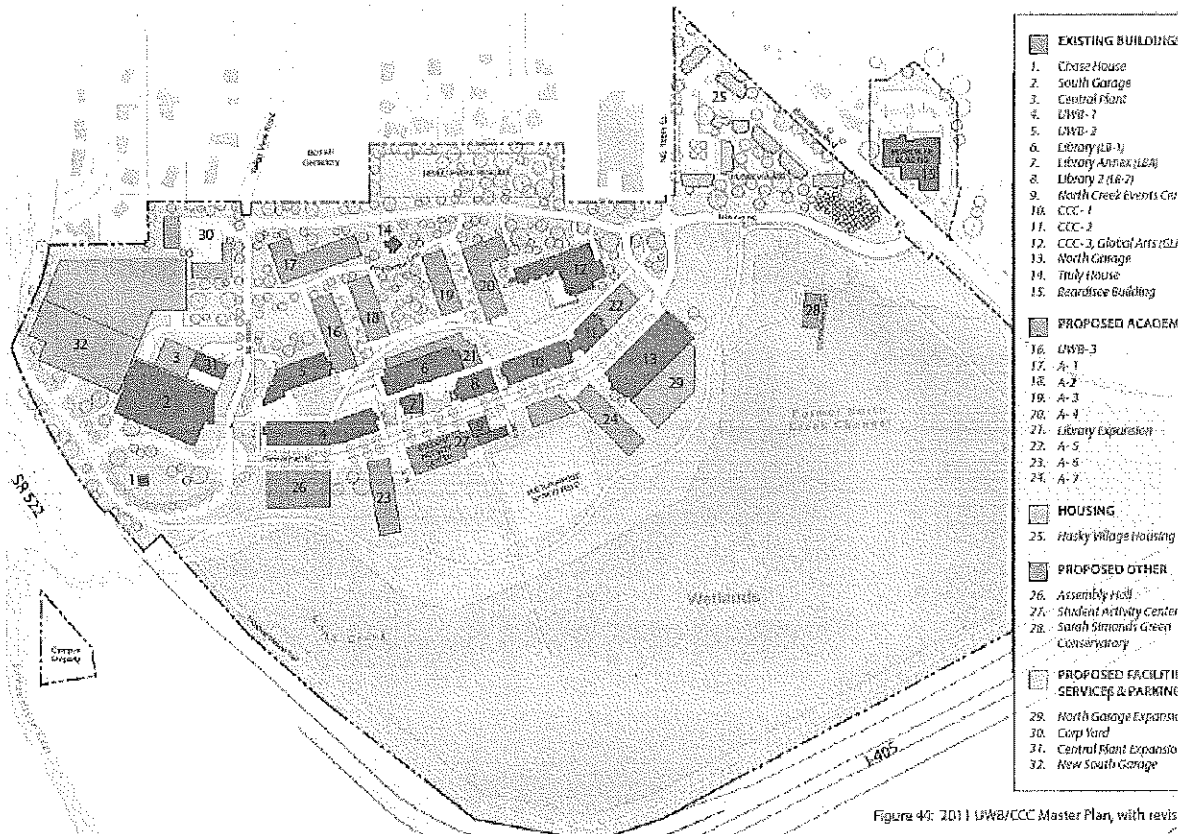 EXISTING BUILDINGS
1. Chase House
2. South Garage
3. Central Plant
4. UWB-1
5. UWB-2
6. Library (LB-1)
7. Library Annex (LBA)
8. Library 2 (LB-2)
9. North Creek Events Cen
10. CCC-1
11. CCC-2
12. CCC-3, Global Arts (GLA
13. North Garage
14. Truly House
15. Beardslee Building
PROPOSED ACADEM
16. UWB-3
17. A-1
18. A-2
19. A-3
20. A-4
21. Library Expansion
22. A-5
23. A-6
24. A-7
HOUSING
25. Husky Village Housing
PROPOSED OTHER
26. Assembly Hall
27. Student Activity Center
28. Sarah Simonds Green
Conservatory
PROPOSED FACILITIE
SERVICES & PARKING
29. North Garage Expansio
30. Corp Yard
31. Central Plant Expansio
32. New South Garage
25
Bothell
Cemetery
30
14
17
12
19
20
22
28
16
18
32
3
31
5
6
21
8
10
13
29
2
7
24
4
27
26
23
1
SR 522
Wetlands
Campus
Property
I-405
Figure 40: 2011 UWB/CCC Master Plan, with revis